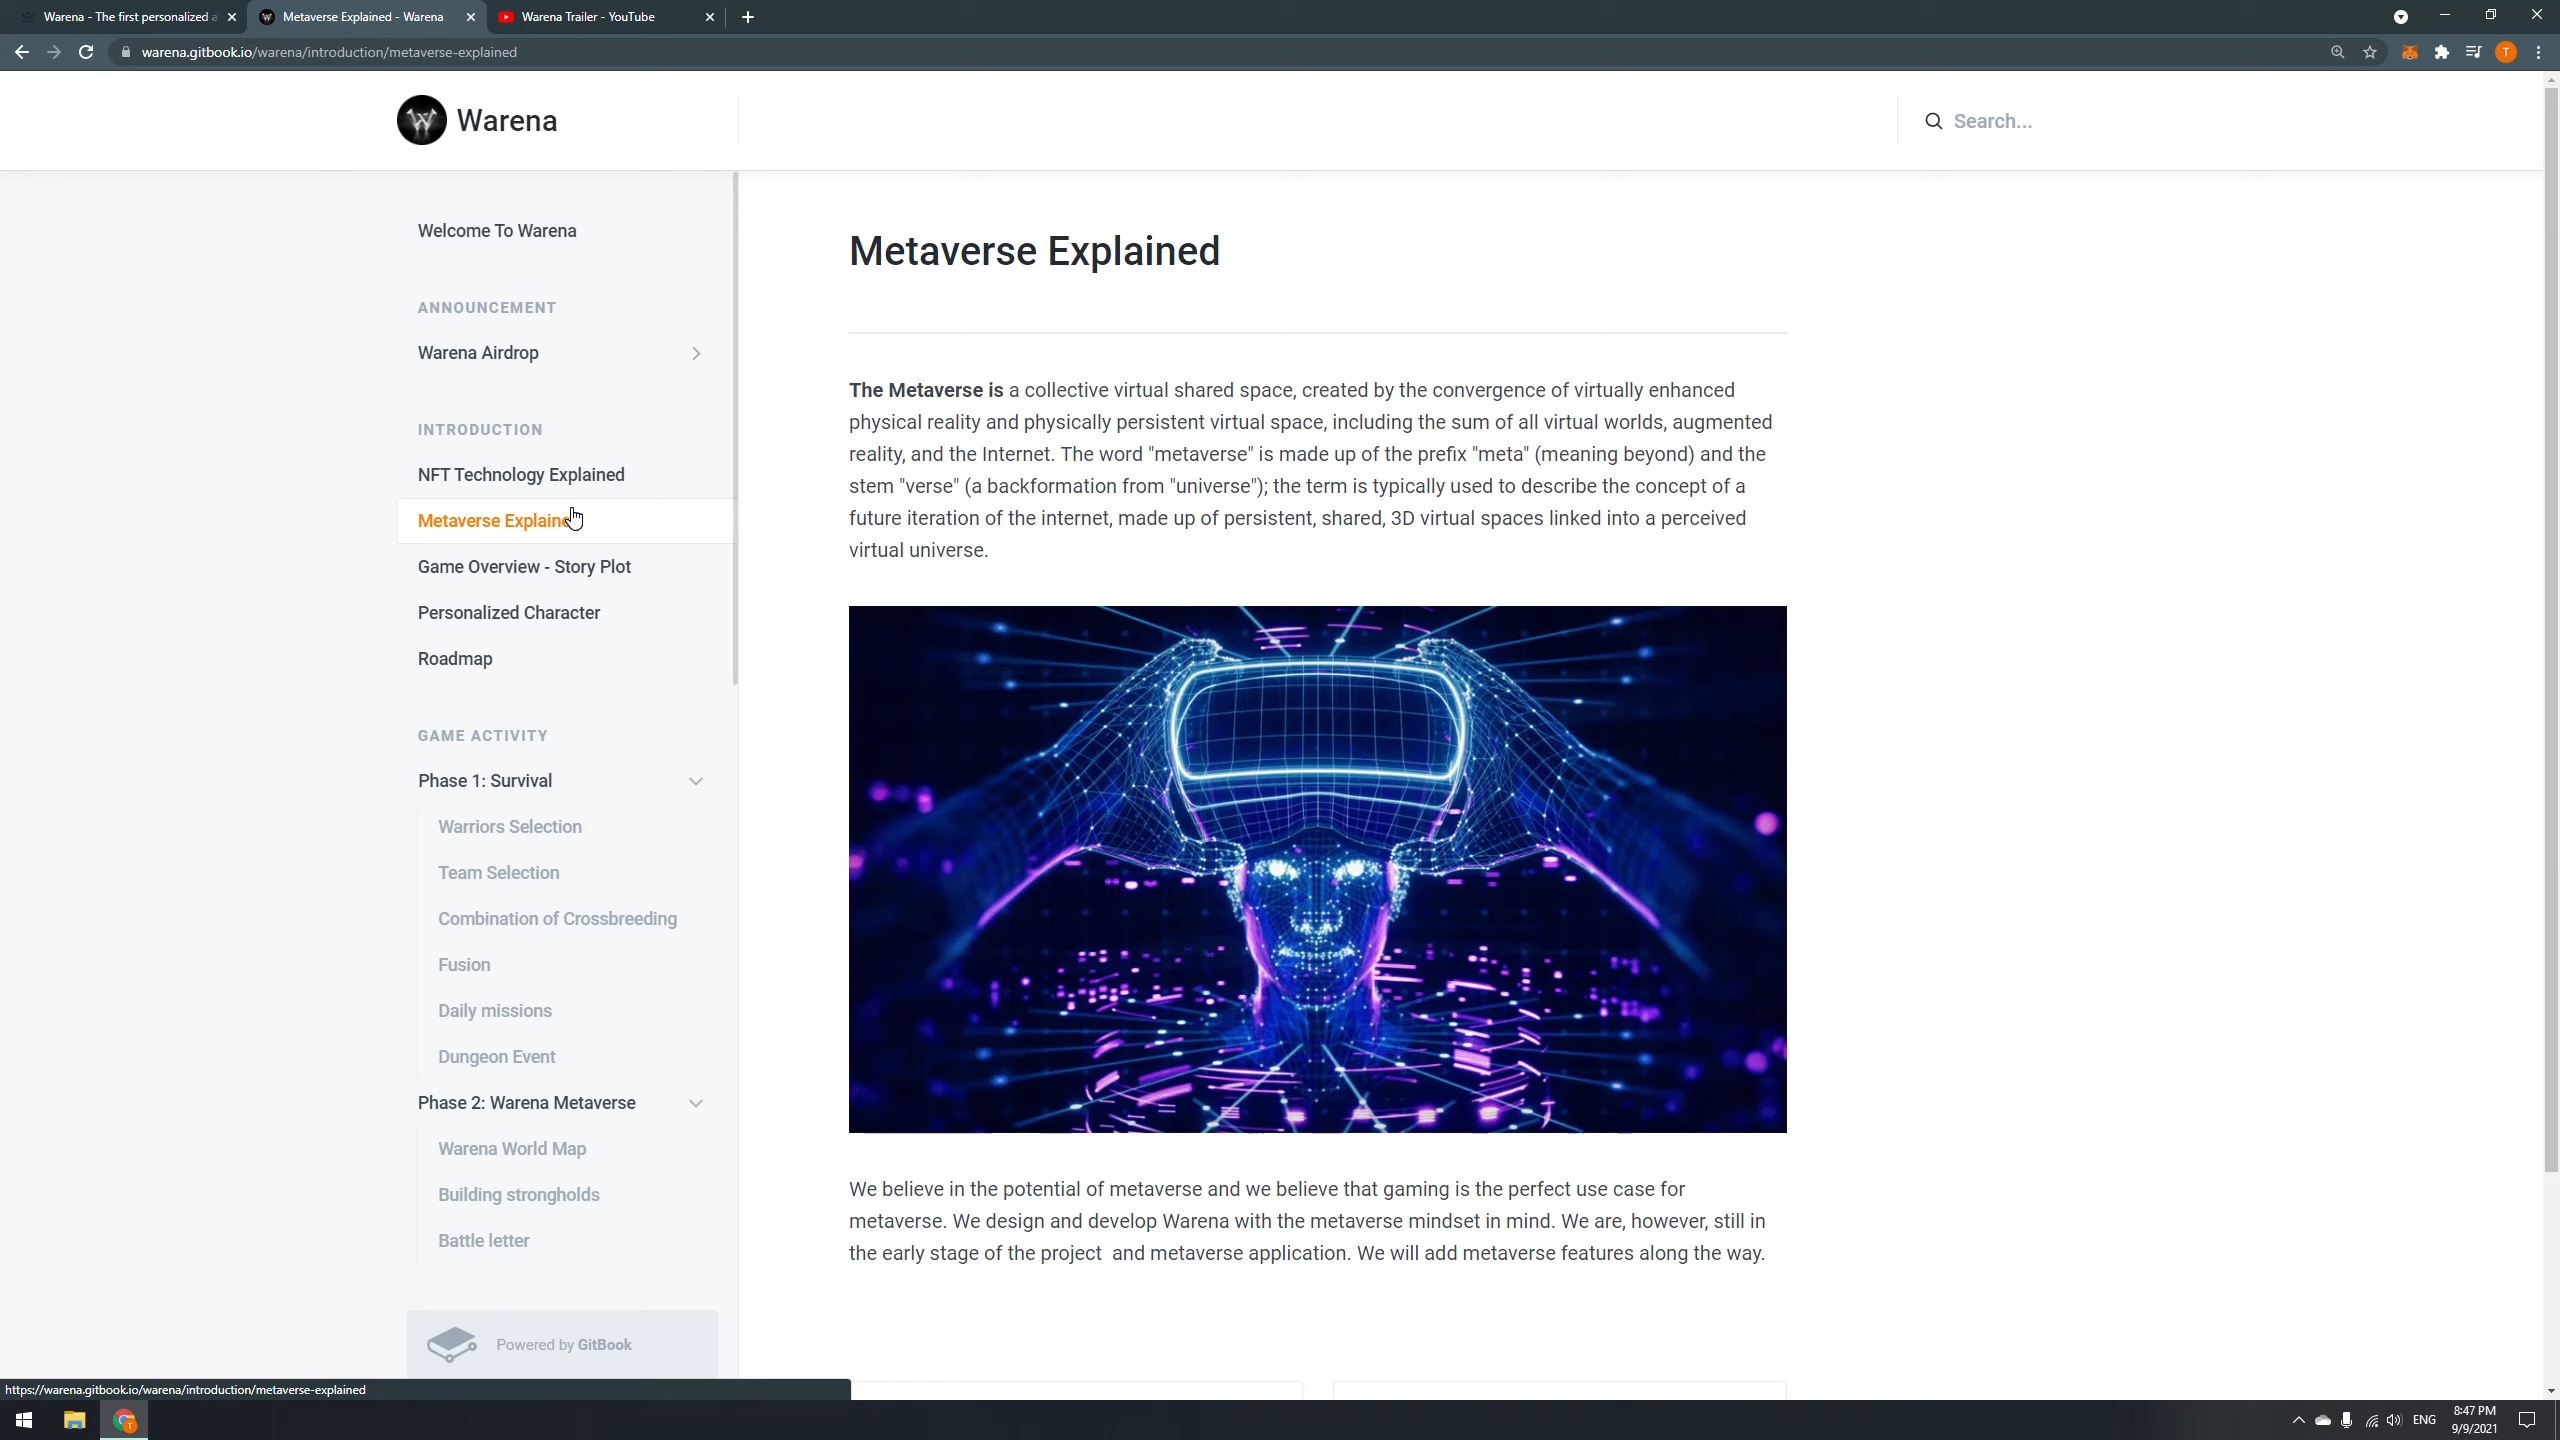 Warena - The first personalized a
Metaverse Explained - Warena
Warena Trailer - YouTube
warena.gitbook.io/warena/introduction/metaverse-explained
T
Warena
Search...
Welcome To Warena
ANNOUNCEMENT
Warena Airdrop
INTRODUCTION
NFT Technology Explained
Metaverse Explained
Game Overview - Story Plot
Personalized Character
Roadmap
GAME ACTIVITY
Phase 1: Survival
Warriors Selection
Team Selection
Combination of Crossbreeding
Fusion
Daily missions
Dungeon Event
Phase 2: Warena Metaverse
Warena World Map
Building strongholds
Battle letter
Powered by GitBook
Metaverse Explained
The Metaverse is a collective virtual shared space, created by the convergence of virtually enhanced
physical reality and physically persistent virtual space, including the sum of all virtual worlds, augmented
reality, and the Internet. The word "metaverse" is made up of the prefix "meta" (meaning beyond) and the
stem "verse" (a backformation from "universe"); the term is typically used to describe the concept of a
future iteration of the internet, made up of persistent, shared, 3D virtual spaces linked into a perceived
virtual universe.
We believe in the potential of metaverse and we believe that gaming is the perfect use case for
metaverse. We design and develop Warena with the metaverse mindset in mind. We are, however, still in
the early stage of the project  and metaverse application. We will add metaverse features along the way.
https://warena.gitbook.io/warena/introduction/metaverse-explained
ENG
8:47 PM
9/9/2021